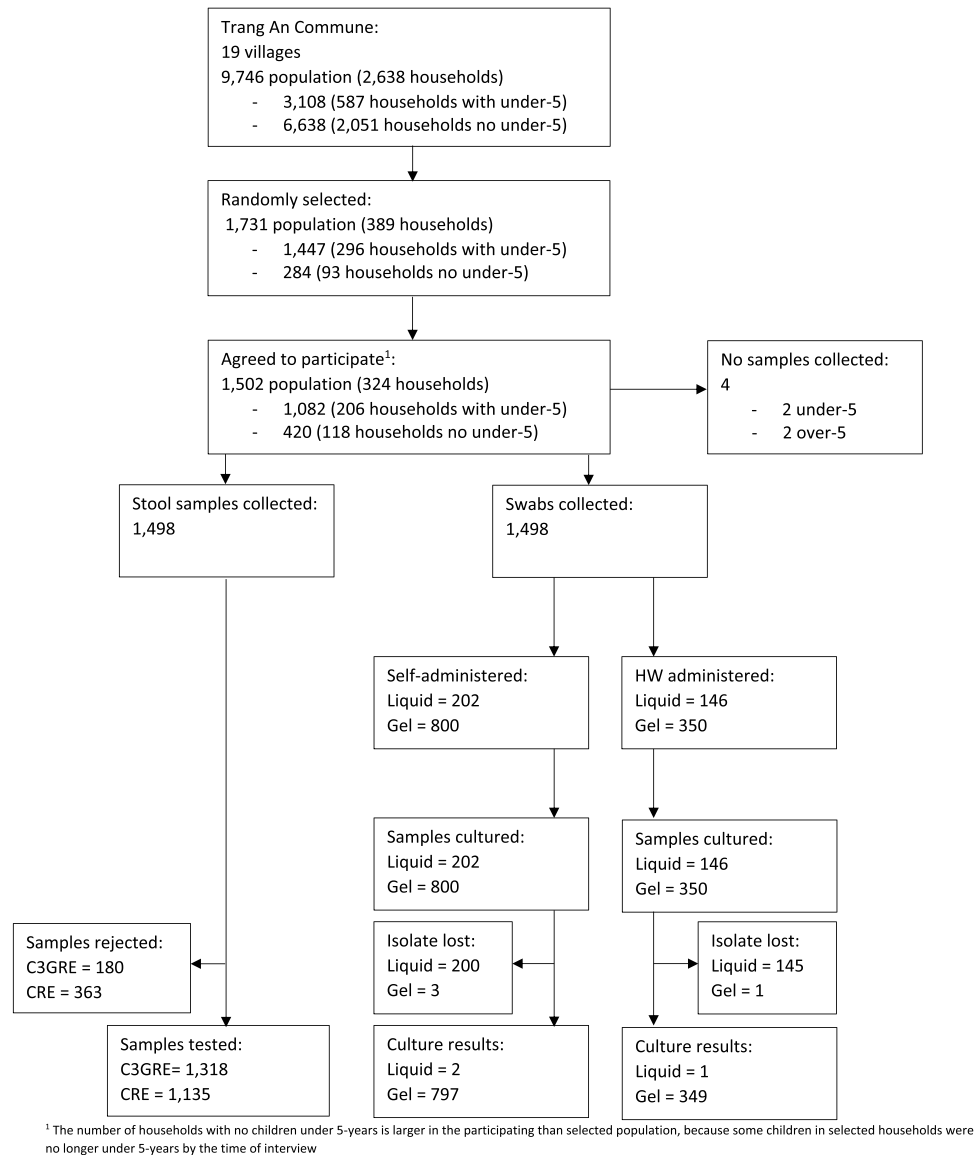 Trang An Commune:
19 villages
9,746 population (2,638 households)
- 3,108 (587 households with under-5)
- 6,638 (2,051 households no under-5)
Randomly selected:
1,731 population (389 households)
- 1,447 (296 households with under-5)
- 284 (93 households no under-5)
Agreed to participate1:
1,502 population (324 households)
- 1,082 (206 households with under-5)
- 420 (118 households no under-5)
No samples collected:
4
- 2 under-5
- 2 over-5
Stool samples collected:
1,498
Swabs collected:
1,498
Self-administered:
Liquid = 202
Gel = 800
HW administered:
Liquid = 146
Gel = 350
Samples cultured:
Liquid = 202
Gel = 800
Samples cultured:
Liquid = 146
Gel = 350
Samples rejected:
C3GRE = 180
CRE = 363
Isolate lost:
Liquid = 200
Gel = 3
Isolate lost:
Liquid = 145
Gel = 1
Samples tested:
C3GRE= 1,318
CRE = 1,135
Culture results:
Liquid = 2
Gel = 797
Culture results:
Liquid = 1
Gel = 349
1 The number of households with no children under 5-years is larger in the participating than selected population, because some children in selected households were
no longer under 5-years by the time of interview